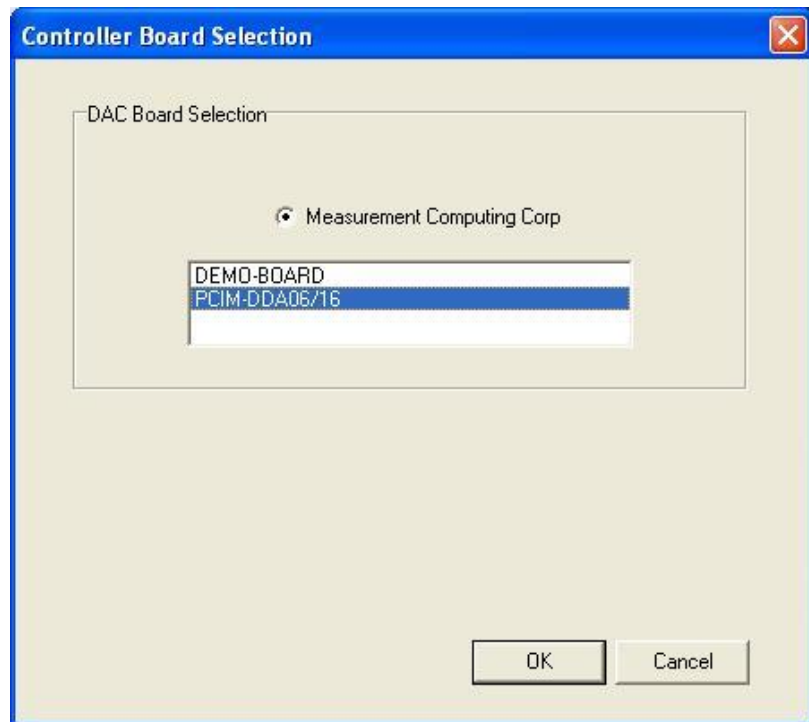 Controller Board Selection
DAC Board Selection
Measurement Computing Corp
DEMO-BOARD
PCIM-DDA06/16
OK
Cancel